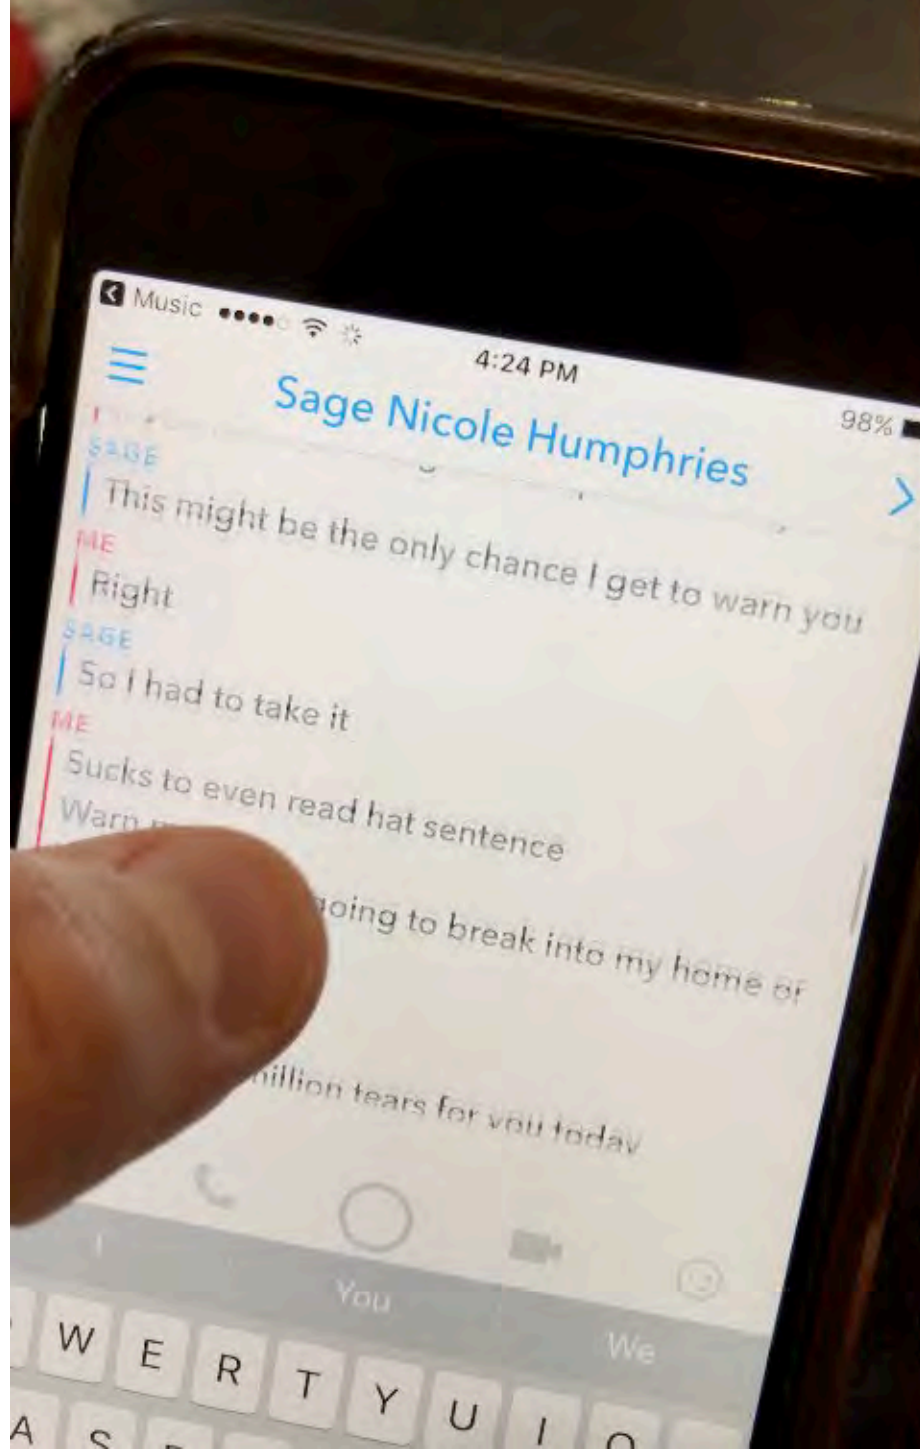 Music
4:24 PM
98%
Sage Nicole Humphries
SAGE
This might be the only chance I get to warn you
ME
Right
SAGE
So I had to take it
ME
Sucks to even read hat sentence
Warn
going to break into my home or
million tears for you today
I You We
W E R T Y U I O
A S